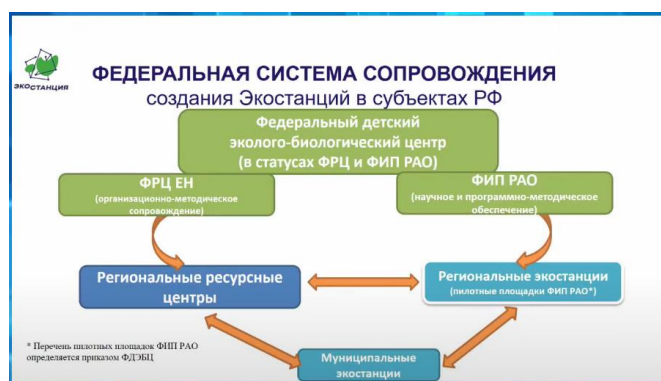 ЭКОСТАНЦИЯ
ФЕДЕРАЛЬНАЯ СИСТЕМА СОПРОВОЖДЕНИЯ
создания Экостанций в субъектах РФ
Федеральный детский
эколого-биологический центр
(в статусах ФРЦ и ФИП РАО)
ФРЦ ЕН
(организационно-методическое
сопровождение)
ФИП РАО
(научное и программно-методическое
обеспечение)
Региональные ресурсные
центры
Региональные экостанции
(пилотные площадки ФИП РАО*)
* Перечень пилотных площадок ФИП РАО
определяется приказом ФДЭБЦ
Муниципальные
экостанции